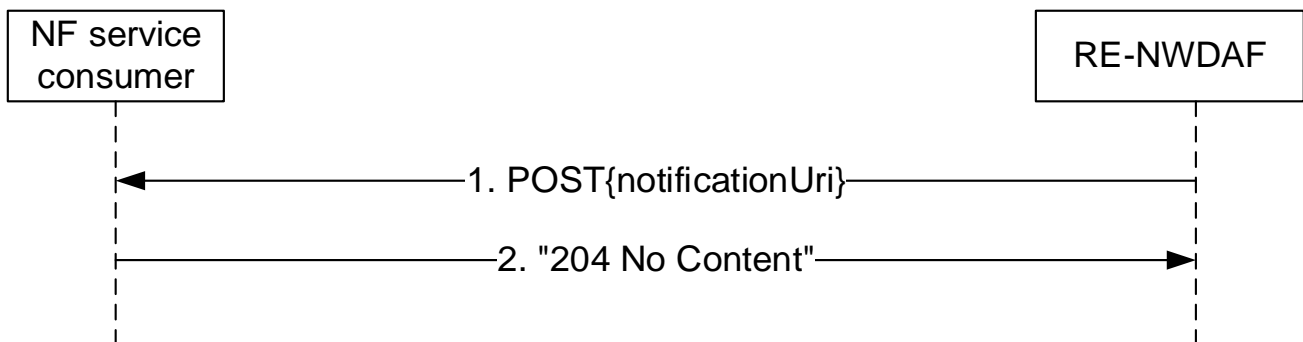 NF service
consumer
RE-NWDAF
1. POST{notificationUri}
2. "204 No Content"